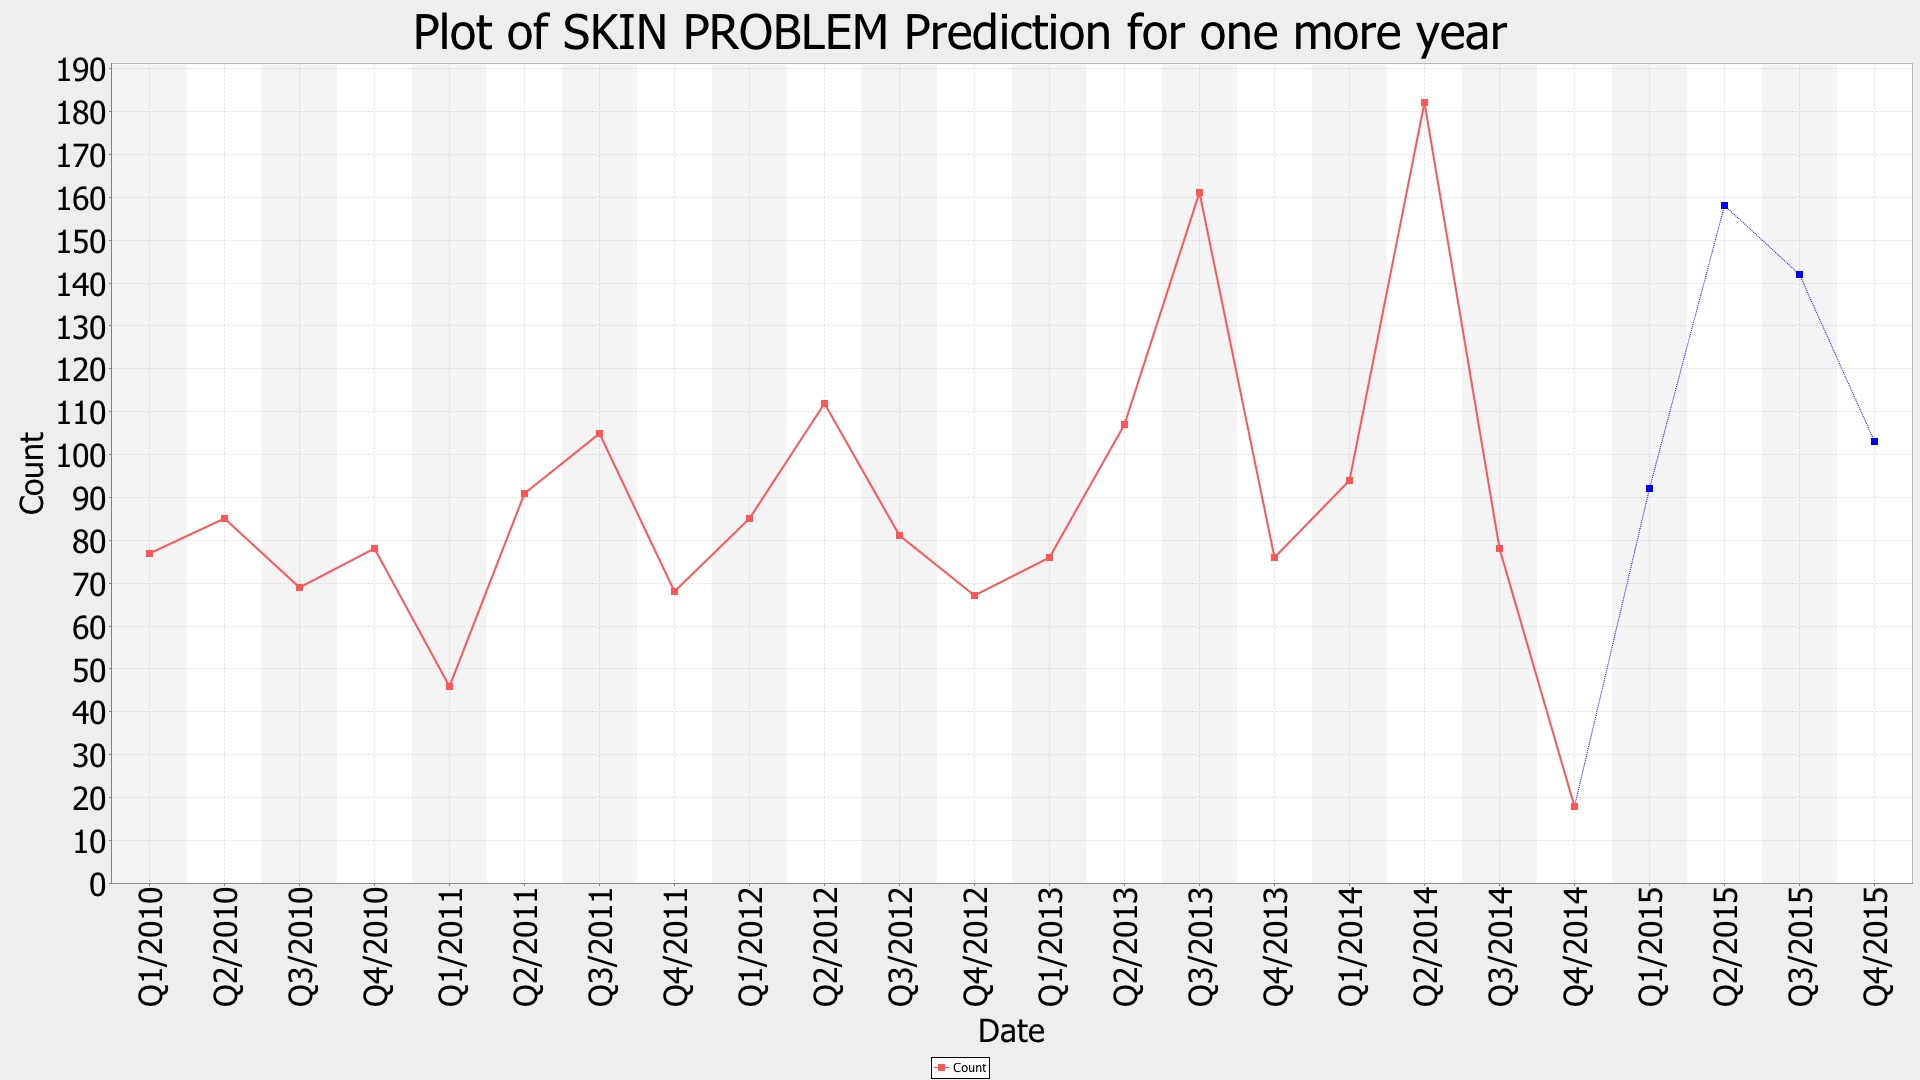 Plot of SKIN PROBLEM Prediction for one more year
190
180
170
160
150
140
130
120
110
100
90
80
70
60
50
40
30
20
10
0
Count
Q1/2010
Q2/2010
Q3/2010
Q4/2010
Q1/2011
Q2/2011
Q3/2011
Q4/2011
Q1/2012
Q2/2012
Q3/2012
Q4/2012
Q1/2013
Q2/2013
Q3/2013
Q4/2013
Q1/2014
Q2/2014
Q3/2014
Q4/2014
Q1/2015
Q2/2015
Q3/2015
Q4/2015
Date
Count